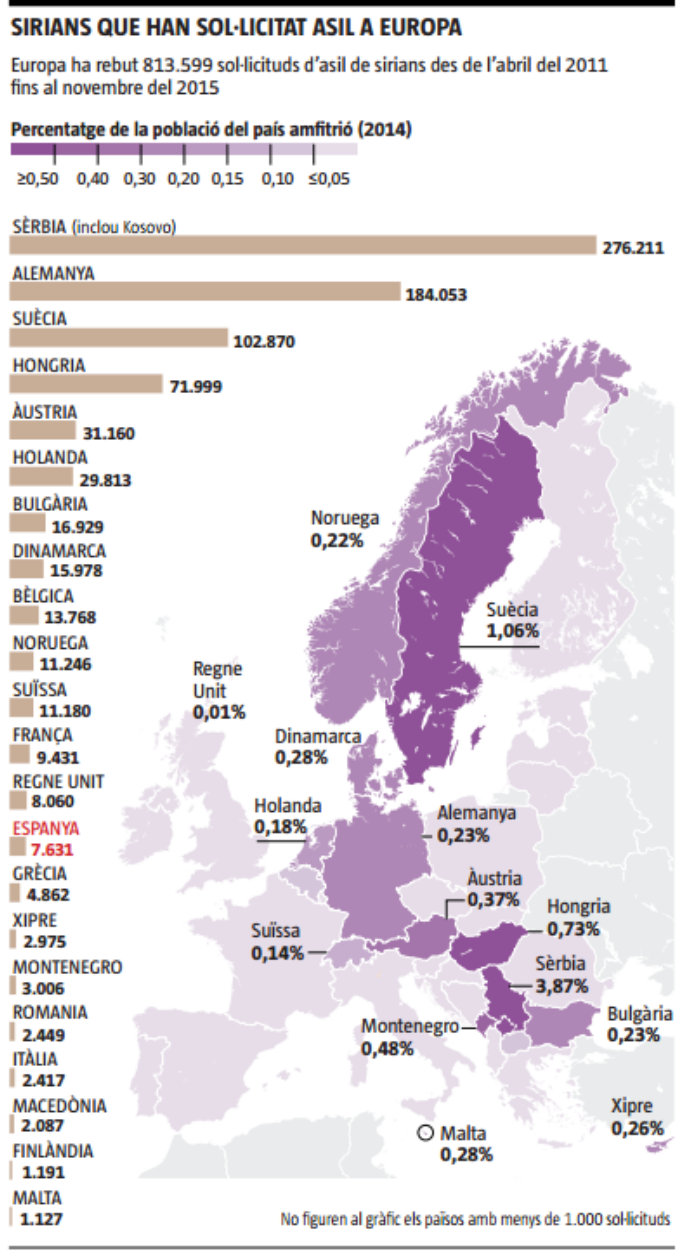 SIRIANS QUE HAN SOL·LICITAT ASIL A EUROPA
Europa ha rebut 813.599 sol·licituds d'asil de sirians des de l'abril del 2011
fins al novembre del 2015
Percentatge de la població del país amfitrió (2014)
≥0,50 0,40 0,30 0,20 0,15 0,10 ≤0,05
SÈRBIA (inclou Kosovo)
276.211
ALEMANYA
184.053
SUÈCIA
102.870
HONGRIA
71.999
ÀUSTRIA
31.160
HOLANDA
29.813
BULGÀRIA
16.929
DINAMARCA
15.978
BÈLGICA
13.768
NORUEGA
11.246
SUÏSSA
11.180
FRANÇA
9.431
REGNE UNIT
8.060
ESPANYA
7.631
GRÈCIA
4.862
XIPRE
2.975
MONTENEGRO
3.006
ROMANIA
2.449
ITÀLIA
2.417
MACEDÒNIA
2.087
FINLÀNDIA
1.191
MALTA
1.127
Noruega
0,22%
Suècia
1,06%
Regne
Unit
0,01%
Dinamarca
0,28%
Holanda
0,18%
Alemanya
0,23%
Àustria
0,37%
Hongria
0,73%
Suïssa
0,14%
Sèrbia
3,87%
Montenegro
0,48%
Bulgària
0,23%
Xipre
0,26%
Malta
0,28%
No figuren al gràfic els països amb menys de 1.000 sol·licituds